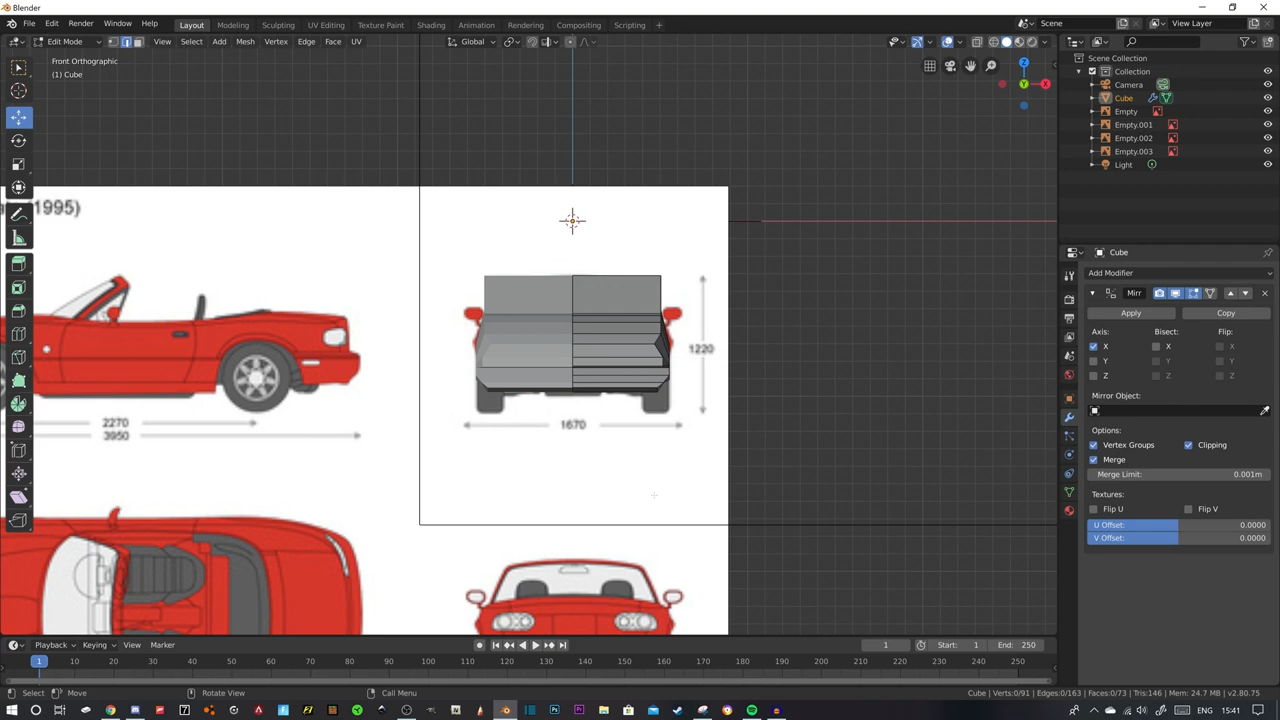 Blender
File Edit Render Window Help Layout Modeling Sculpting UV Editing Texture Paint Shading Animation Rendering Compositing Scripting + Scene View Layer
Edit Mode View Select Add Mesh Vertex Edge Face UV Global
Front Orthographic
(1) Cube
Z
Y
X
Scene Collection
Collection
Camera
Cube
Empty
Empty.001
Empty.002
Empty.003
Light
1995)
1220
2270
3950
1670
Cube
Add Modifier
Mirr
Apply Copy
Axis: Bisect: Flip:
X X X
Y Y Y
Z Z Z
Mirror Object:
Options:
Vertex Groups Clipping
Merge
Merge Limit: 0.001m
Textures:
Flip U Flip V
U Offset: 0.0000
V Offset: 0.0000
Playback Keying View Marker 1 Start: 1 End: 250
1 10 20 30 40 50 60 70 80 90 100 110 120 130 140 150 160 170 180 190 200 210 220 230 240 250
Select Move Rotate View Call Menu Cube | Verts:0/91 | Edges:0/163 | Faces:0/73 | Tris:146 | Mem: 24.7 MB | v2.80.75
ENG 15:41